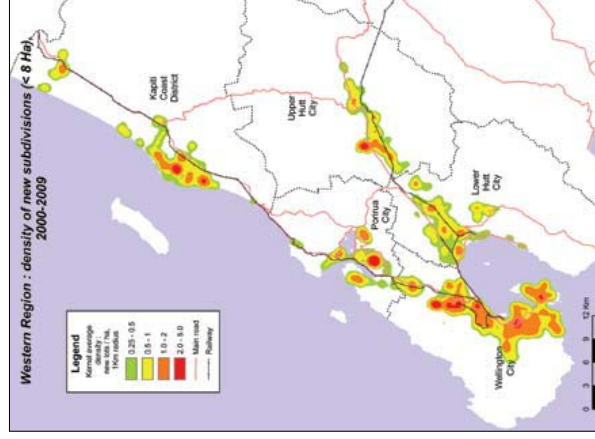 Western Region : density of new subdivisions (< 8 Ha),
2000-2009
Legend
Kernal average
density :
new lots / ha,
1Km radius
0.25 - 0.5
0.5 - 1
1.0 - 2
2.0 - 5.0
Main road
Railway
Kapiti
Coast
District
Upper
Hutt
City
Porirua
City
Lower
Hutt
City
Wellington
City
0 3 6 9 12 Km